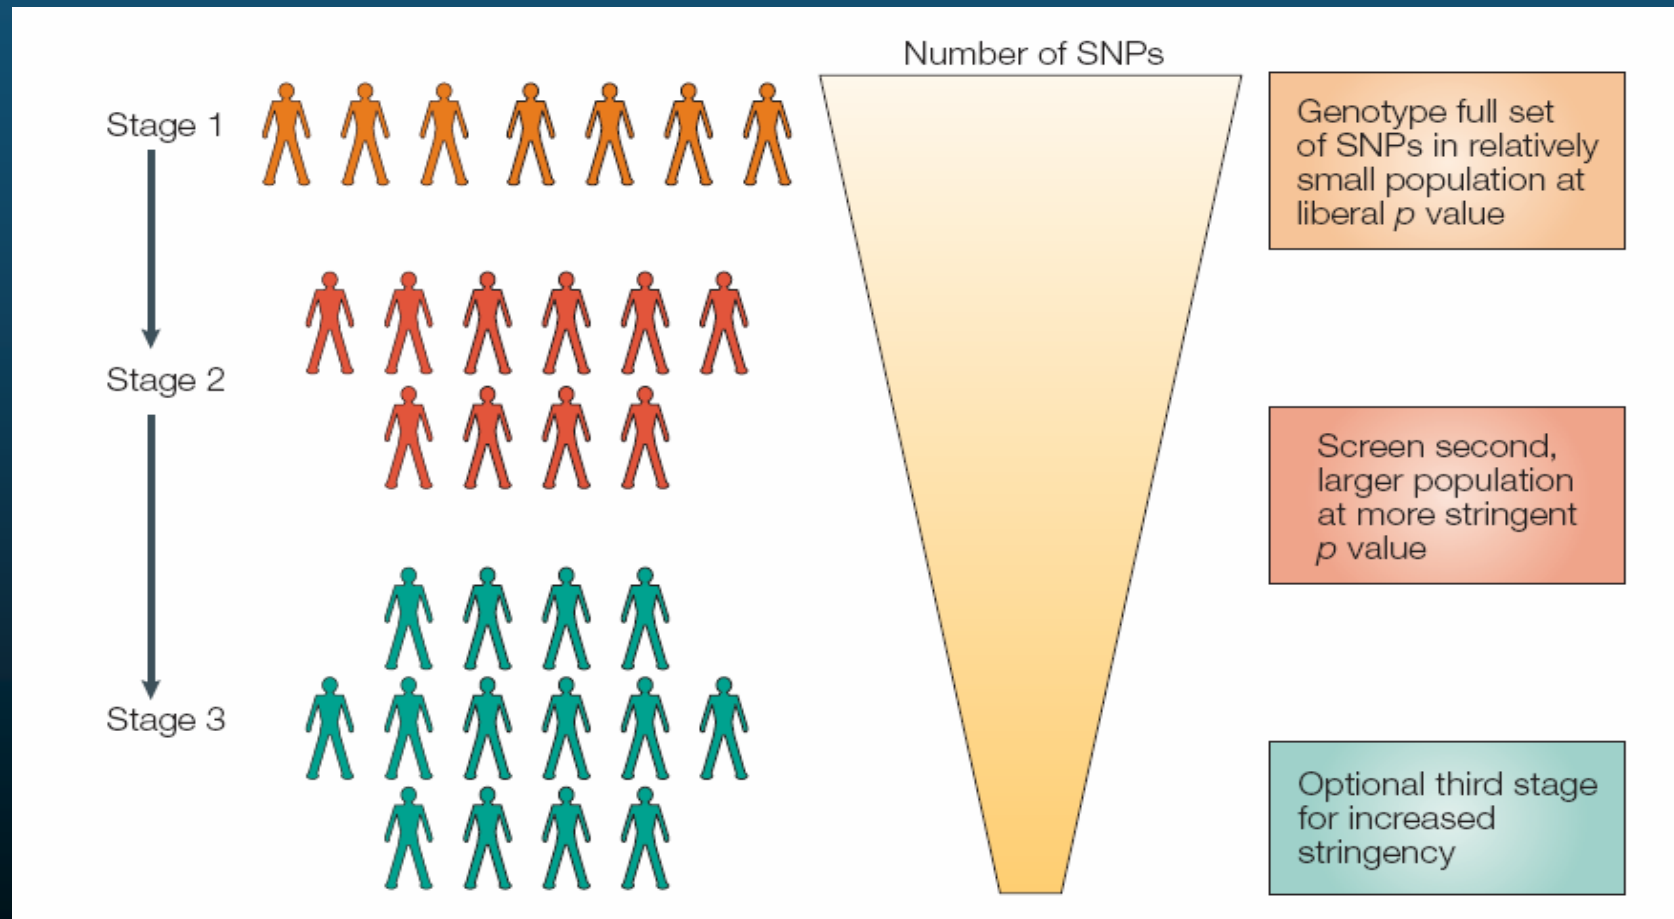 Number of SNPs
Stage 1
Genotype full set
of SNPs in relatively
small population at
liberal p value
Stage 2
Screen second,
larger population
at more stringent
p value
Stage 3
Optional third stage
for increased
stringency